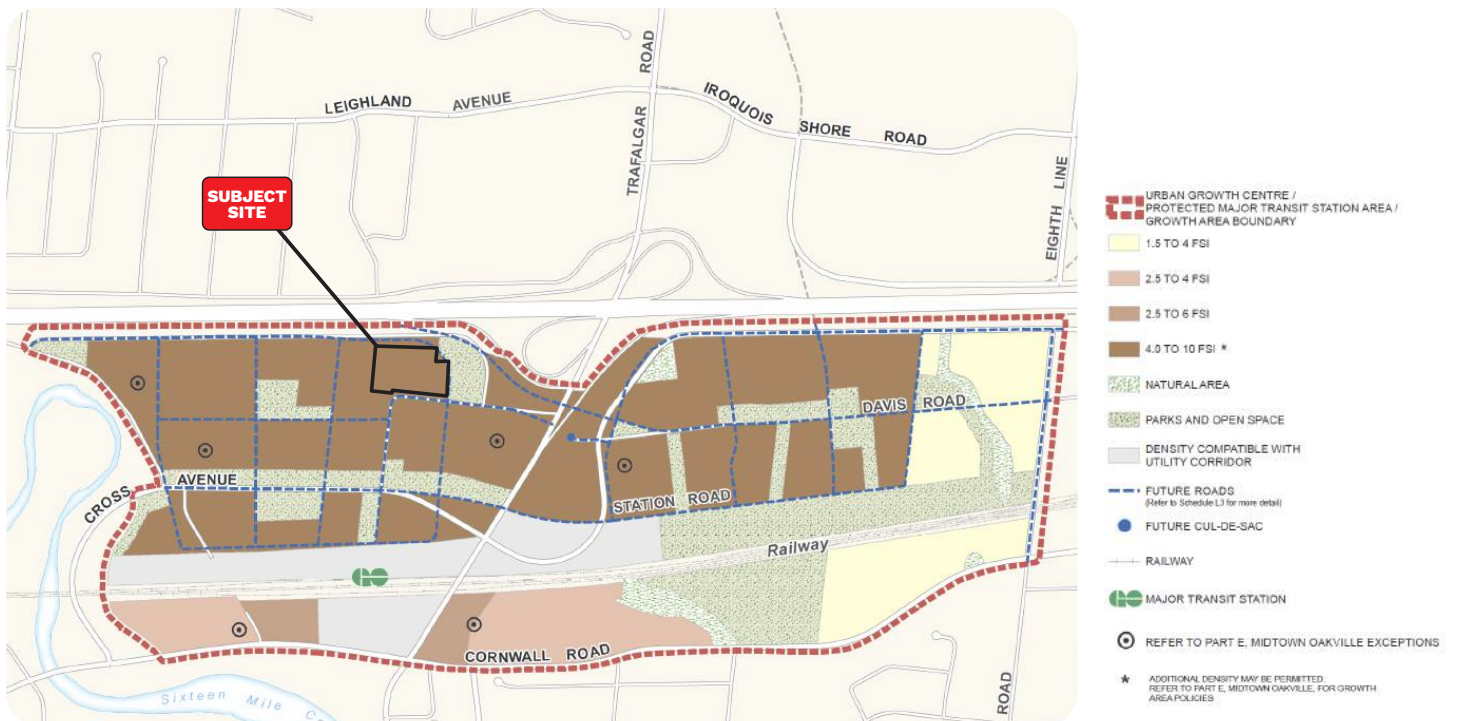 LEIGHLAND AVENUE
TRAFALGAR ROAD
IROQUOIS SHORE ROAD
EIGHTH LINE
SUBJECT
SITE
DAVIS ROAD
CROSS AVENUE
STATION ROAD
Railway
CORNWALL ROAD
Sixteen Mile C
ROAD
URBAN GROWTH CENTRE /
PROTECTED MAJOR TRANSIT STATION AREA /
GROWTH AREA BOUNDARY
1.5 TO 4 FSI
2.5 TO 4 FSI
2.5 TO 6 FSI
4.0 TO 10 FSI *
NATURAL AREA
PARKS AND OPEN SPACE
DENSITY COMPATIBLE WITH
UTILITY CORRIDOR
FUTURE ROADS
(Refer to Schedule L3 for more detail)
FUTURE CUL-DE-SAC
RAILWAY
MAJOR TRANSIT STATION
REFER TO PART E, MIDTOWN OAKVILLE EXCEPTIONS
* ADDITIONAL DENSITY MAY BE PERMITTED.
REFER TO PART E, MIDTOWN OAKVILLE, FOR GROWTH
AREA POLICIES